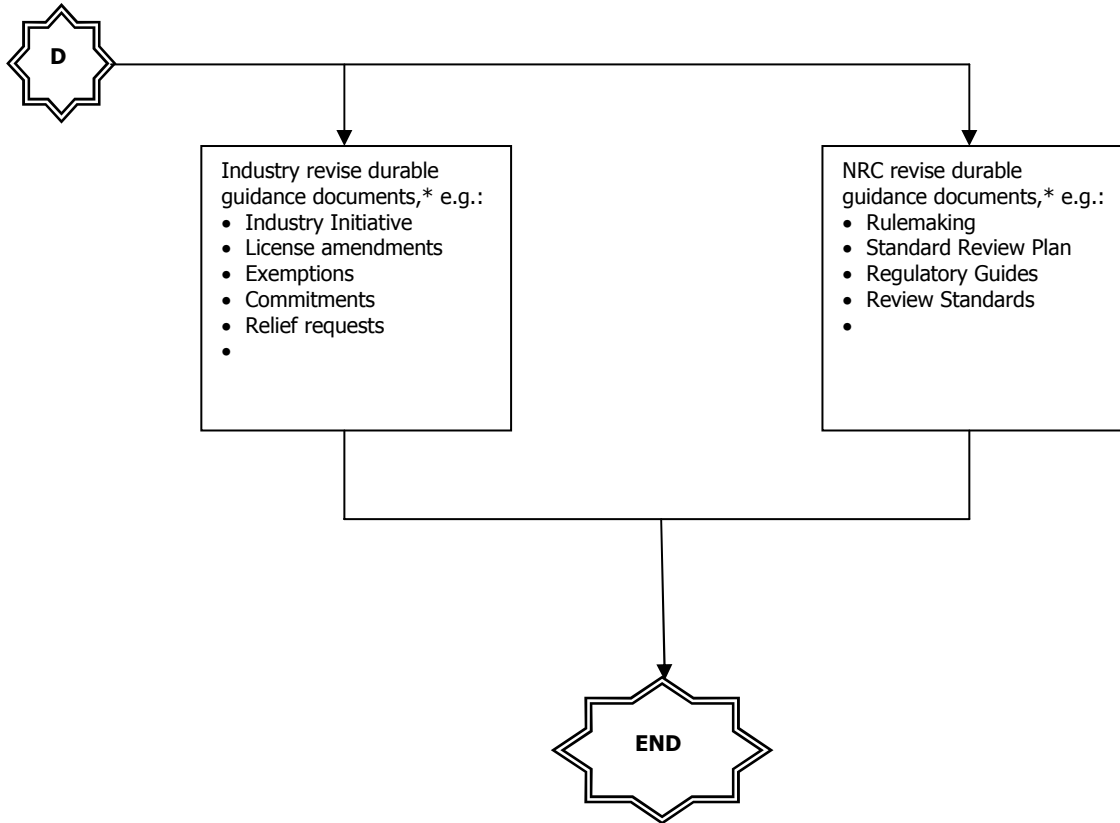 D
Industry revise durable
guidance documents,* e.g.:
• Industry Initiative
• License amendments
• Exemptions
• Commitments
• Relief requests
•
NRC revise durable
guidance documents,* e.g.:
• Rulemaking
• Standard Review Plan
• Regulatory Guides
• Review Standards
•
END